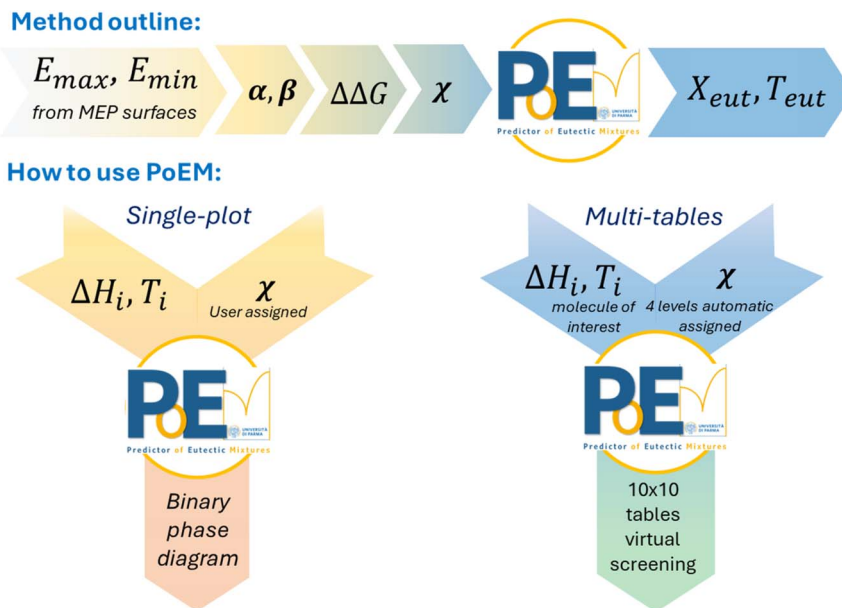 Method outline:
E_max, E_min
from MEP surfaces
α, β
ΔΔG
χ
PoE
UNIVERSITÀ
DI PARMA
Predictor of Eutectic Mixtures
X_eut, T_eut
How to use PoEM:
Single-plot
ΔH_i, T_i
χ
User assigned
PoE
UNIVERSITÀ
DI PARMA
Predictor of Eutectic Mixtures
Binary
phase
diagram
Multi-tables
ΔH_i, T_i
molecule of
interest
χ
4 levels automatic
assigned
PoE
UNIVERSITÀ
DI PARMA
Predictor of Eutectic Mixtures
10x10
tables
virtual
screening